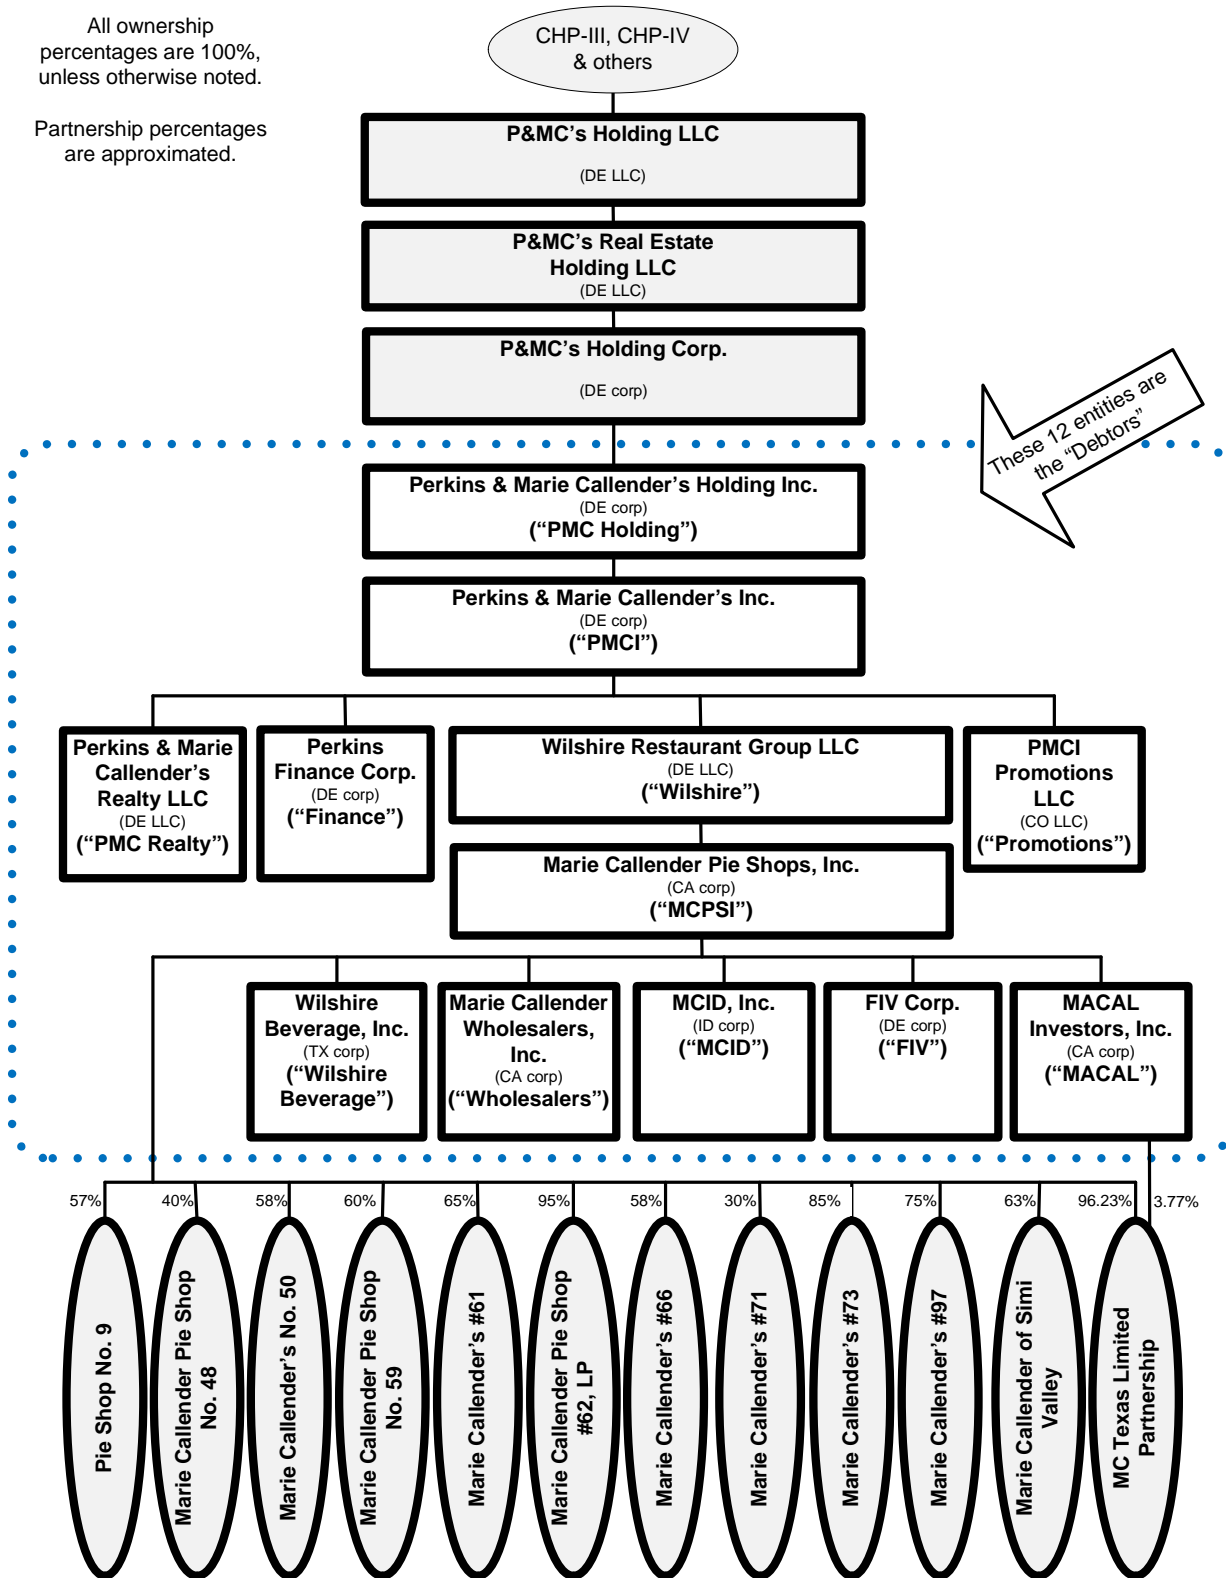 All ownership
percentages are 100%,
unless otherwise noted.
Partnership percentages
are approximated.
CHP-III, CHP-IV
& others
P&MC’s Holding LLC
(DE LLC)
P&MC’s Real Estate
Holding LLC
(DE LLC)
P&MC’s Holding Corp.
(DE corp)
These 12 entities are
the “Debtors”
Perkins & Marie Callender’s Holding Inc.
(DE corp)
(“PMC Holding”)
Perkins & Marie Callender’s Inc.
(DE corp)
(“PMCI”)
Perkins & Marie
Callender’s
Realty LLC
(DE LLC)
(“PMC Realty”)
Perkins
Finance Corp.
(DE corp)
(“Finance”)
Wilshire Restaurant Group LLC
(DE LLC)
(“Wilshire”)
PMCI
Promotions
LLC
(CO LLC)
(“Promotions”)
Marie Callender Pie Shops, Inc.
(CA corp)
(“MCPSI”)
Wilshire
Beverage, Inc.
(TX corp)
(“Wilshire
Beverage”)
Marie Callender
Wholesalers,
Inc.
(CA corp)
(“Wholesalers”)
MCID, Inc.
(ID corp)
(“MCID”)
FIV Corp.
(DE corp)
(“FIV”)
MACAL
Investors, Inc.
(CA corp)
(“MACAL”)
57%
40%
58%
60%
65%
95%
58%
30%
85%
75%
63%
96.23%
3.77%
Pie Shop No. 9
Marie Callender Pie Shop
No. 48
Marie Callender’s No. 50
Marie Callender Pie Shop
No. 59
Marie Callender’s #61
Marie Callender Pie Shop
#62, LP
Marie Callender’s #66
Marie Callender’s #71
Marie Callender’s #73
Marie Callender’s #97
Marie Callender of Simi
Valley
MC Texas Limited
Partnership